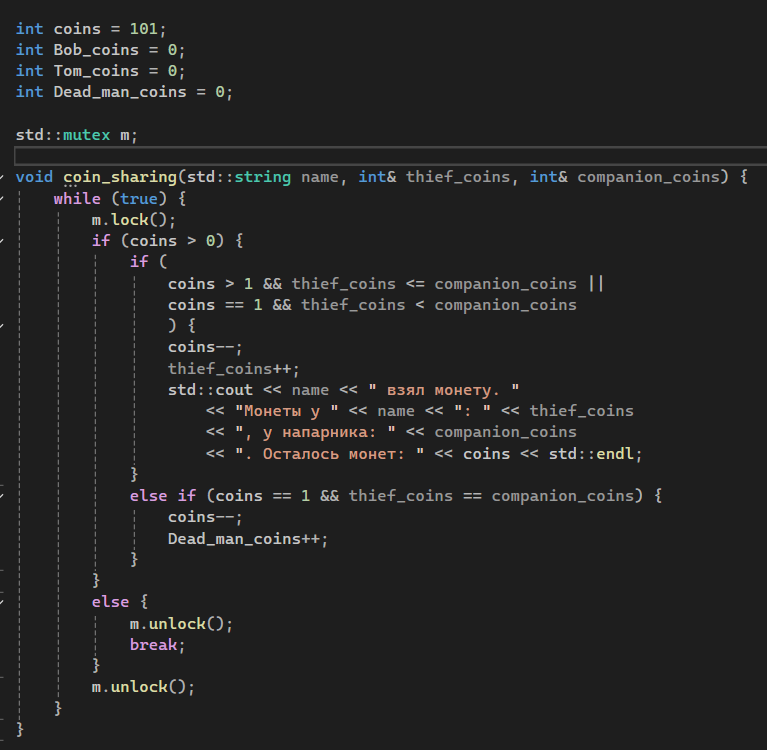 int coins = 101;
int Bob_coins = 0;
int Tom_coins = 0;
int Dead_man_coins = 0;
std::mutex m;
void coin_sharing(std::string name, int& thief_coins, int& companion_coins) {
while (true) {
m.lock();
if (coins > 0) {
if (
coins > 1 && thief_coins <= companion_coins ||
coins == 1 && thief_coins < companion_coins
) {
coins--;
thief_coins++;
std::cout << name << " взял монету. "
<< "Монеты у " << name << ": " << thief_coins
<< ", у напарника: " << companion_coins
<< ". Осталось монет: " << coins << std::endl;
}
else if (coins == 1 && thief_coins == companion_coins) {
coins--;
Dead_man_coins++;
}
}
else {
m.unlock();
break;
}
m.unlock();
}
}